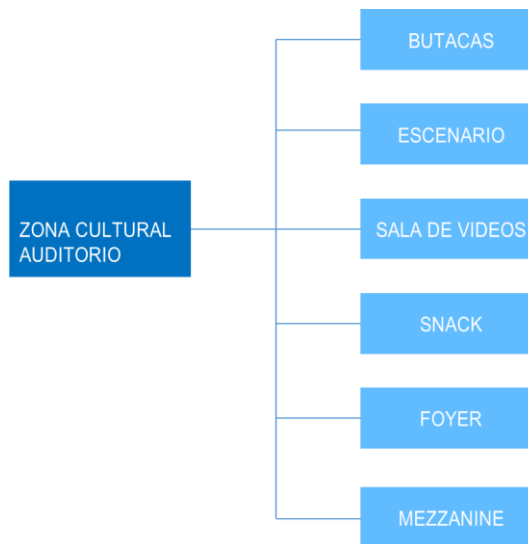 BUTACAS
ESCENARIO
ZONA CULTURAL
AUDITORIO
SALA DE VIDEOS
SNACK
FOYER
MEZZANINE